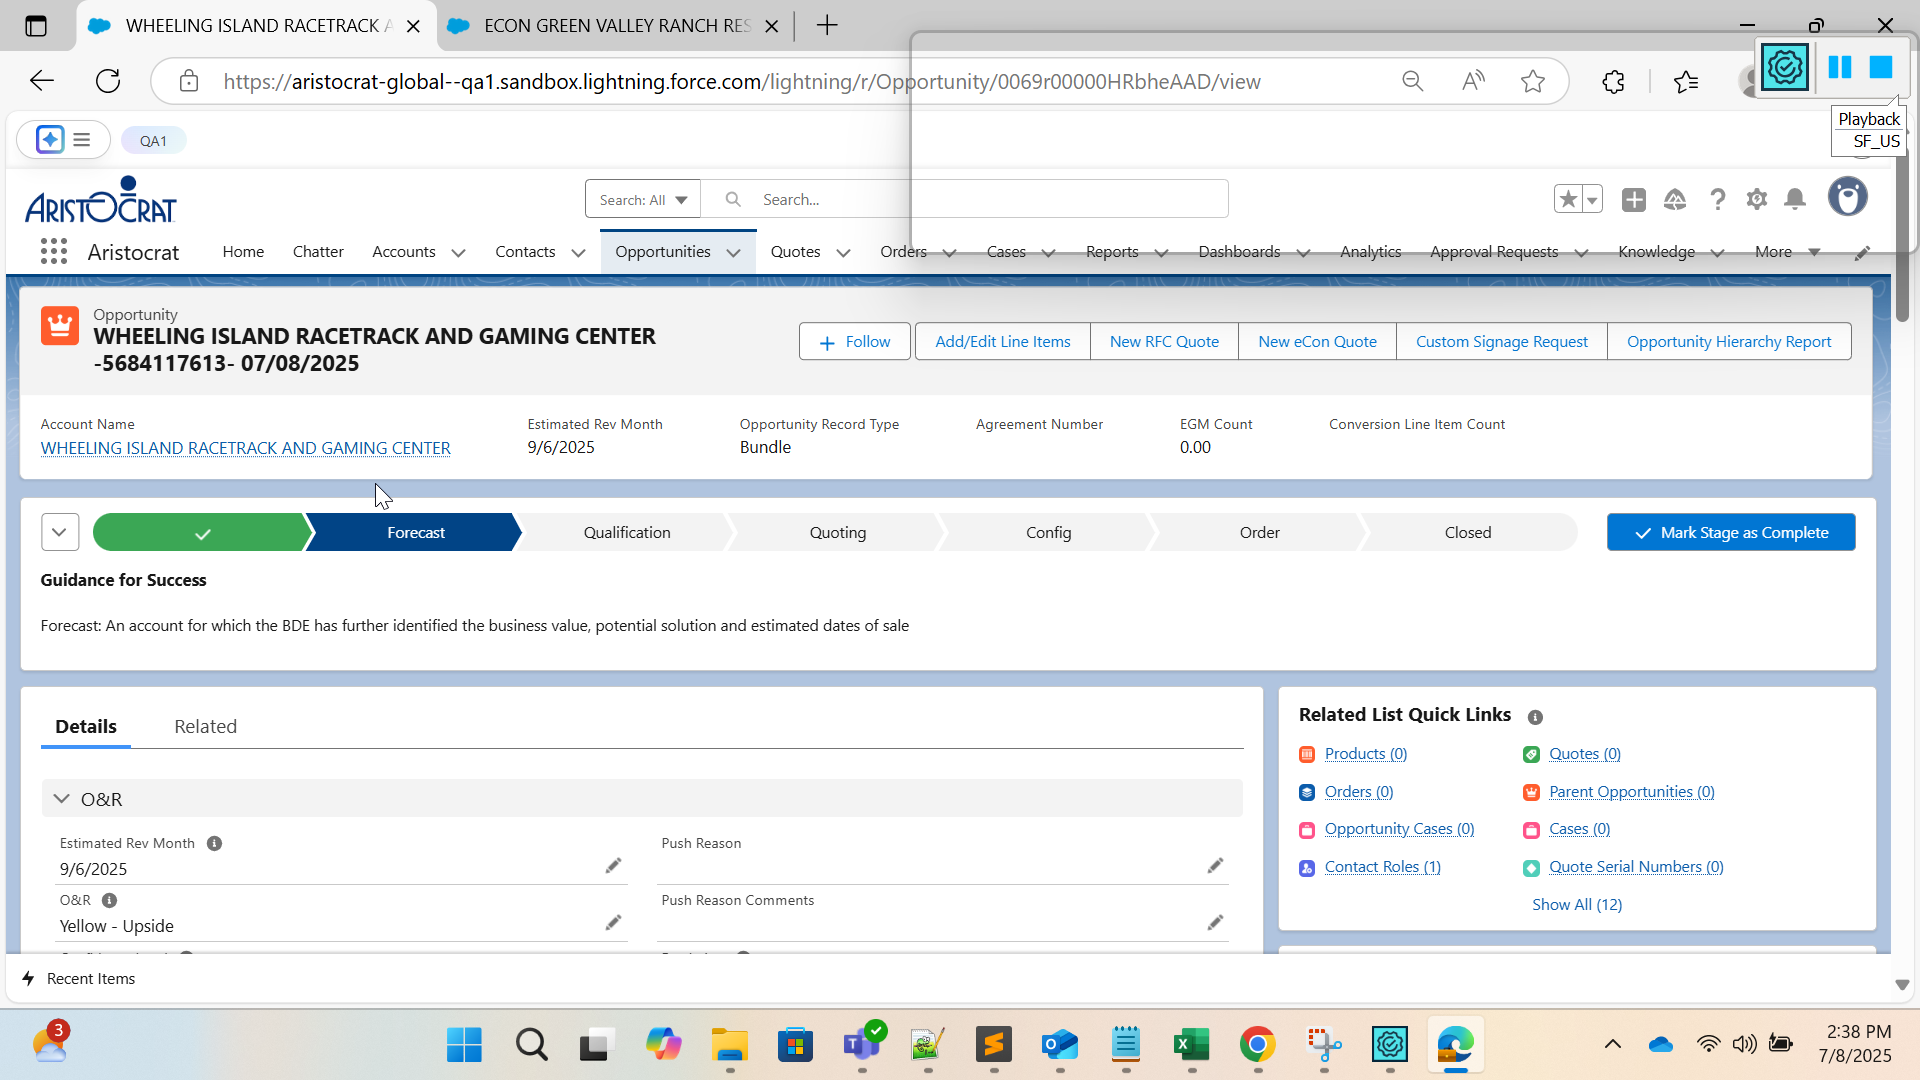 WHEELING ISLAND RACETRACK A
ECON GREEN VALLEY RANCH RES
https://aristocrat-global--qa1.sandbox.lightning.force.com/lightning/r/Opportunity/0069r00000HRbheAAD/view
Playback
SF_US
QA1
ARISTOCRAT
Search: All
Search...
Aristocrat
Home
Chatter
Accounts
Contacts
Opportunities
Quotes
Orders
Cases
Reports
Dashboards
Analytics
Approval Requests
Knowledge
More
Opportunity
WHEELING ISLAND RACETRACK AND GAMING CENTER
-5684117613- 07/08/2025
Follow
Add/Edit Line Items
New RFC Quote
New eCon Quote
Custom Signage Request
Opportunity Hierarchy Report
Account Name
Estimated Rev Month
Opportunity Record Type
Agreement Number
EGM Count
Conversion Line Item Count
WHEELING ISLAND RACETRACK AND GAMING CENTER
9/6/2025
Bundle
0.00
Forecast
Qualification
Quoting
Config
Order
Closed
Mark Stage as Complete
Guidance for Success
Forecast: An account for which the BDE has further identified the business value, potential solution and estimated dates of sale
Details
Related
O&R
Estimated Rev Month
9/6/2025
Push Reason
O&R
Yellow - Upside
Push Reason Comments
Related List Quick Links
Products (0)
Quotes (0)
Orders (0)
Parent Opportunities (0)
Opportunity Cases (0)
Cases (0)
Contact Roles (1)
Quote Serial Numbers (0)
Show All (12)
Recent Items
3
2:38 PM
7/8/2025